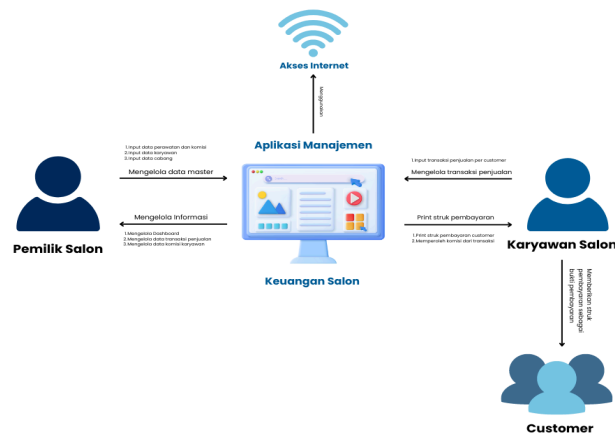 Akses Internet
Menggunakan
Aplikasi Manajemen
1.Input data perawatan dan komisi
2.Input data karyawan
3.Input data cabang
Mengelola data master
1.Input transaksi penjualan per customer
Mengelola transaksi penjualan
Mengelola Informasi
1.Mengelola Dashboard
2.Mengelola data transaksi penjualan
3.Mengelola data komisi karyawan
Print struk pembayaran
1.Print struk pembayaran customer
2.Memperoleh komisi dari transaksi
Pemilik Salon
Karyawan Salon
Keuangan Salon
Memberikan struk
pembayaran sebagai
bukti pembayaran
Customer